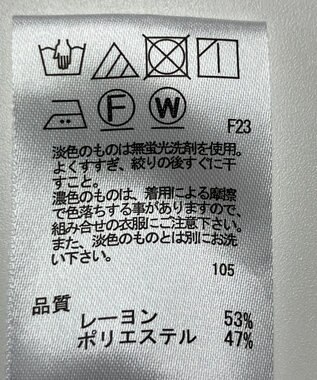 F W F23
淡色のものは無蛍光洗剤を使用。
よくすすぎ、絞りの後すぐに干
すこと。
濃色のものは、着用による摩擦
で色落ちする事がありますので、
組み合せの衣服にご注意下さい。
また、淡色のものとは別にお洗
い下さい。
105
品質
レーヨン 53%
ポリエステル 47%